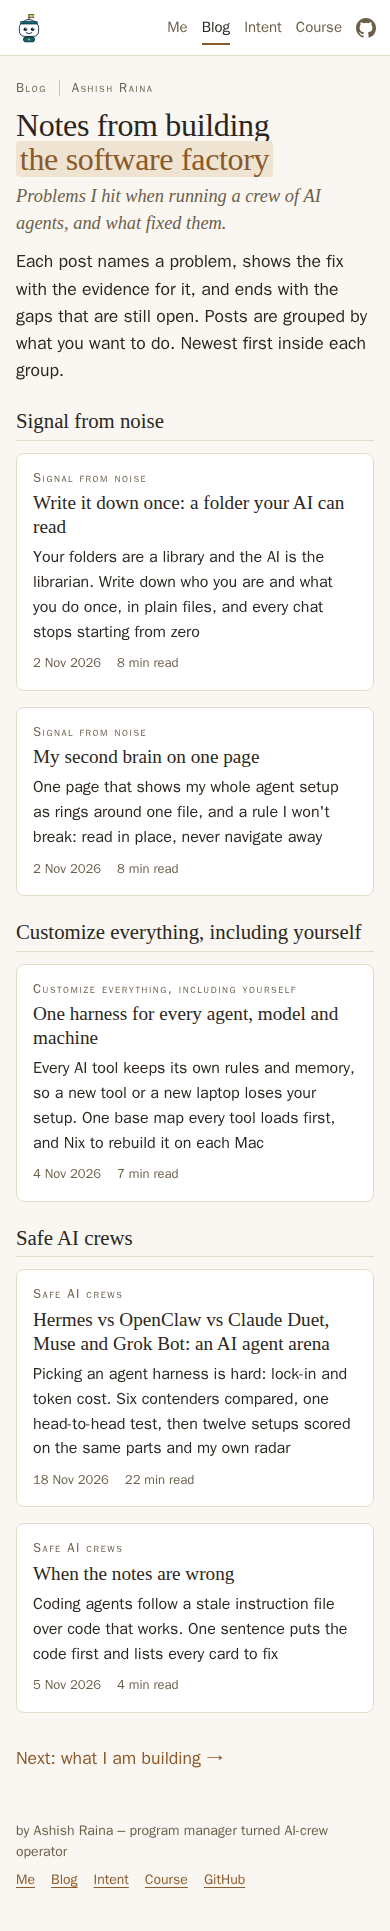 Me Blog Intent Course
Blog Ashish Raina
Notes from building
the software factory
Problems I hit when running a crew of AI
agents, and what fixed them.
Each post names a problem, shows the fix
with the evidence for it, and ends with the
gaps that are still open. Posts are grouped by
what you want to do. Newest first inside each
group.
Signal from noise
Signal from noise
Write it down once: a folder your AI can
read
Your folders are a library and the AI is the
librarian. Write down who you are and what
you do once, in plain files, and every chat
stops starting from zero
2 Nov 2026 8 min read
Signal from noise
My second brain on one page
One page that shows my whole agent setup
as rings around one file, and a rule I won't
break: read in place, never navigate away
2 Nov 2026 8 min read
Customize everything, including yourself
Customize everything, including yourself
One harness for every agent, model and
machine
Every AI tool keeps its own rules and memory,
so a new tool or a new laptop loses your
setup. One base map every tool loads first,
and Nix to rebuild it on each Mac
4 Nov 2026 7 min read
Safe AI crews
Safe AI crews
Hermes vs OpenClaw vs Claude Duet,
Muse and Grok Bot: an AI agent arena
Picking an agent harness is hard: lock-in and
token cost. Six contenders compared, one
head-to-head test, then twelve setups scored
on the same parts and my own radar
18 Nov 2026 22 min read
Safe AI crews
When the notes are wrong
Coding agents follow a stale instruction file
over code that works. One sentence puts the
code first and lists every card to fix
5 Nov 2026 4 min read
Next: what I am building →
by Ashish Raina – program manager turned AI-crew
operator
Me Blog Intent Course GitHub